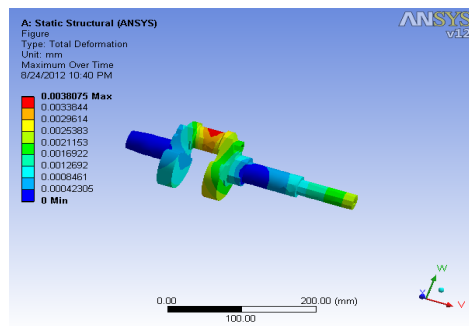 A: Static Structural (ANSYS)
Figure
Type: Total Deformation
Unit: mm
Maximum Over Time
8/24/2012 10:40 PM
0.0038075 Max
0.0033844
0.0029614
0.0025383
0.0021153
0.0016922
0.0012692
0.0008461
0.00042305
0 Min
ANSYS
v12
0.00
200.00 (mm)
100.00
W
X
V